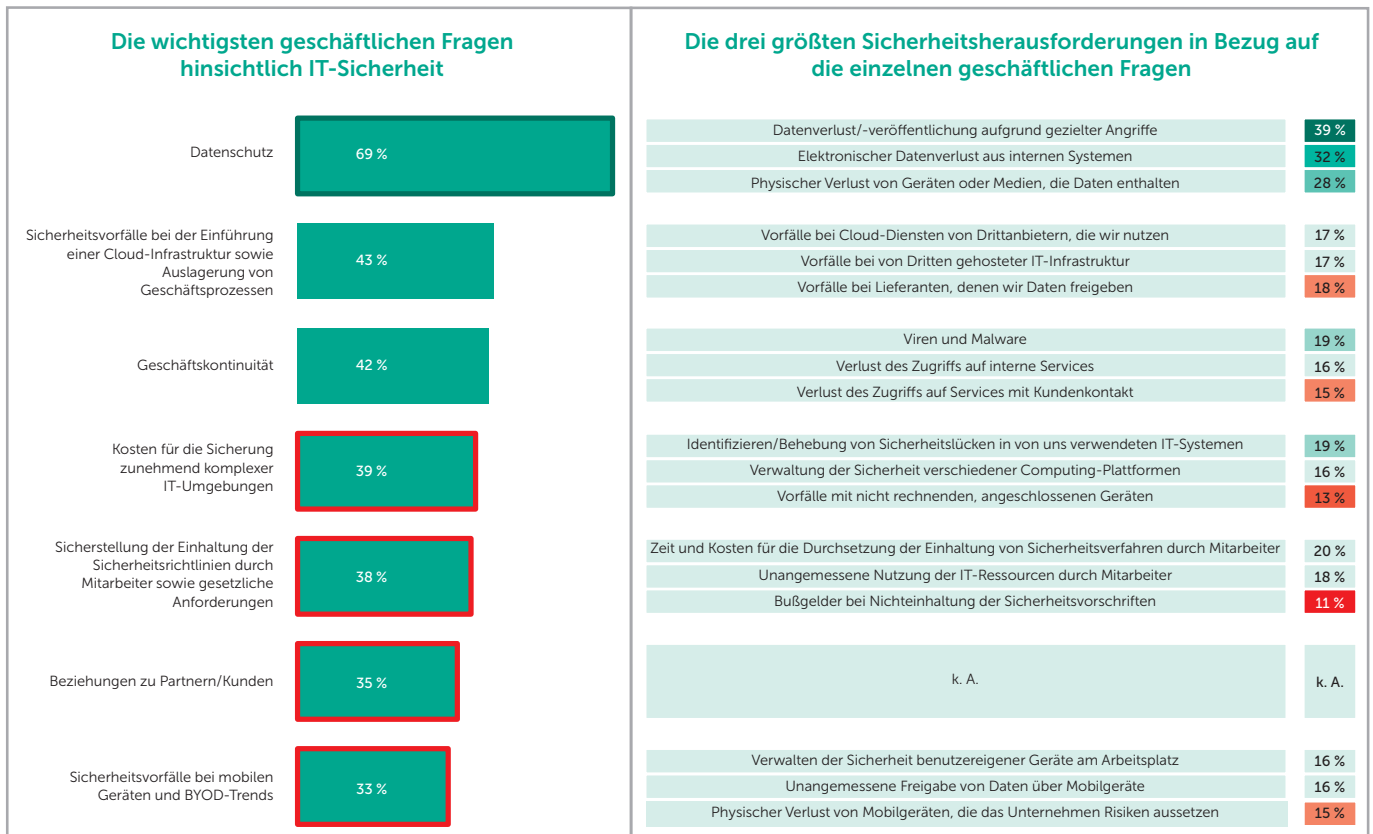 Die wichtigsten geschäftlichen Fragen
hinsichtlich IT-Sicherheit
Datenschutz
69 %
Sicherheitsvorfälle bei der Einführung
einer Cloud-Infrastruktur sowie
Auslagerung von
Geschäftsprozessen
43 %
Geschäftskontinuität
42 %
Kosten für die Sicherung
zunehmend komplexer
IT-Umgebungen
39 %
Sicherstellung der Einhaltung der
Sicherheitsrichtlinien durch
Mitarbeiter sowie gesetzliche
Anforderungen
38 %
Beziehungen zu Partnern/Kunden
35 %
Sicherheitsvorfälle bei mobilen
Geräten und BYOD-Trends
33 %
Die drei größten Sicherheitsherausforderungen in Bezug auf
die einzelnen geschäftlichen Fragen
Datenverlust/-veröffentlichung aufgrund gezielter Angriffe 39 %
Elektronischer Datenverlust aus internen Systemen 32 %
Physischer Verlust von Geräten oder Medien, die Daten enthalten 28 %
Vorfälle bei Cloud-Diensten von Drittanbietern, die wir nutzen 17 %
Vorfälle bei von Dritten gehosteter IT-Infrastruktur 17 %
Vorfälle bei Lieferanten, denen wir Daten freigeben 18 %
Viren und Malware 19 %
Verlust des Zugriffs auf interne Services 16 %
Verlust des Zugriffs auf Services mit Kundenkontakt 15 %
Identifizieren/Behebung von Sicherheitslücken in von uns verwendeten IT-Systemen 19 %
Verwaltung der Sicherheit verschiedener Computing-Plattformen 16 %
Vorfälle mit nicht rechnenden, angeschlossenen Geräten 13 %
Zeit und Kosten für die Durchsetzung der Einhaltung von Sicherheitsverfahren durch Mitarbeiter 20 %
Unangemessene Nutzung der IT-Ressourcen durch Mitarbeiter 18 %
Bußgelder bei Nichteinhaltung der Sicherheitsvorschriften 11 %
k. A. k. A.
Verwalten der Sicherheit benutzereigener Geräte am Arbeitsplatz 16 %
Unangemessene Freigabe von Daten über Mobilgeräte 16 %
Physischer Verlust von Mobilgeräten, die das Unternehmen Risiken aussetzen 15 %